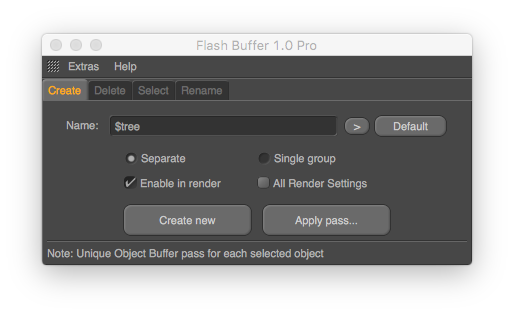 Flash Buffer 1.0 Pro
Extras Help
Create Delete Select Rename
Name: $tree > Default
Separate Single group
Enable in render All Render Settings
Create new Apply pass...
Note: Unique Object Buffer pass for each selected object